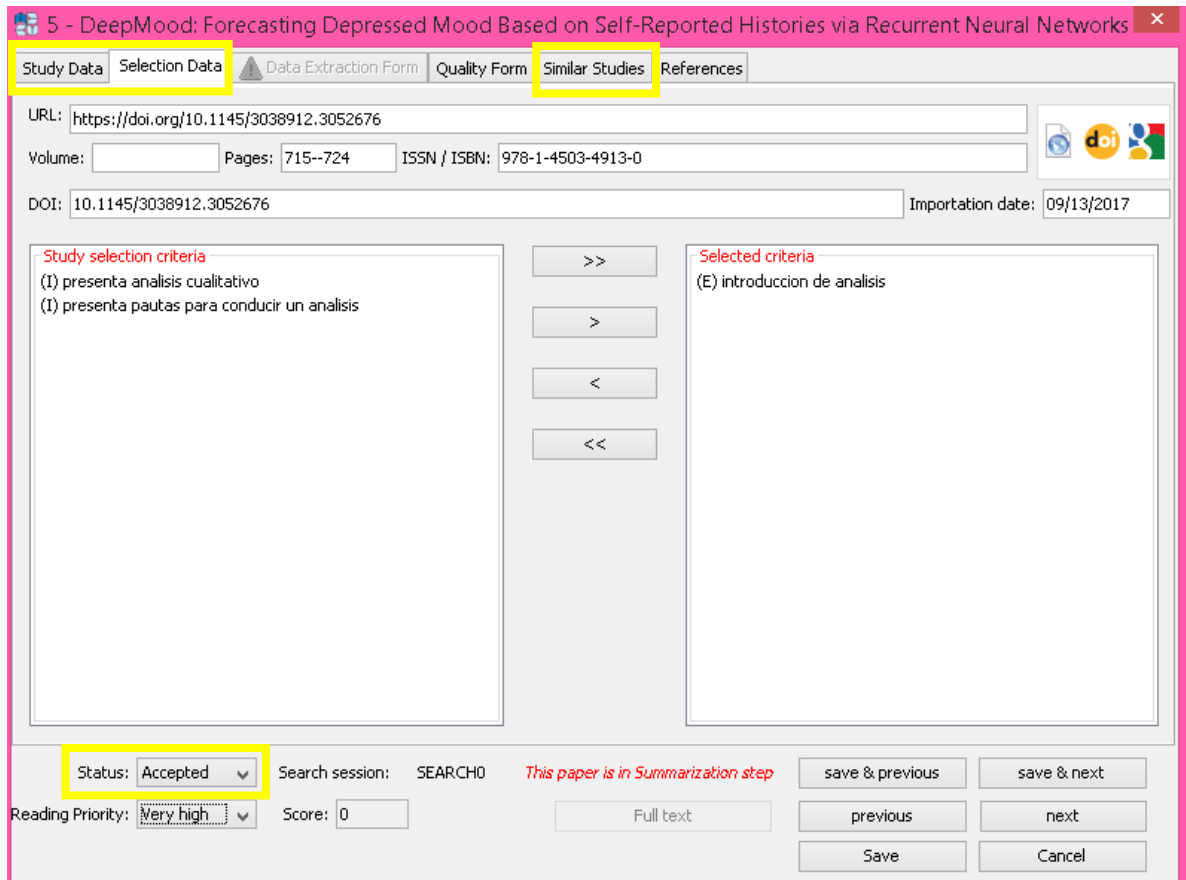 5 - DeepMood: Forecasting Depressed Mood Based on Self-Reported Histories via Recurrent Neural Networks
Study Data Selection Data Data Extraction Form Quality Form Similar Studies References
URL: https://doi.org/10.1145/3038912.3052676
doi
Volume: Pages: 715--724 ISSN / ISBN: 978-1-4503-4913-0
DOI: 10.1145/3038912.3052676 Importation date: 09/13/2017
Study selection criteria
(I) presenta analisis cualitativo
(I) presenta pautas para conducir un analisis
>>
>
<
<<
Selected criteria
(E) introduccion de analisis
Status: Accepted Search session: SEARCH0 This paper is in Summarization step save & previous save & next
Reading Priority: Very high Score: 0 Full text previous next
Save Cancel